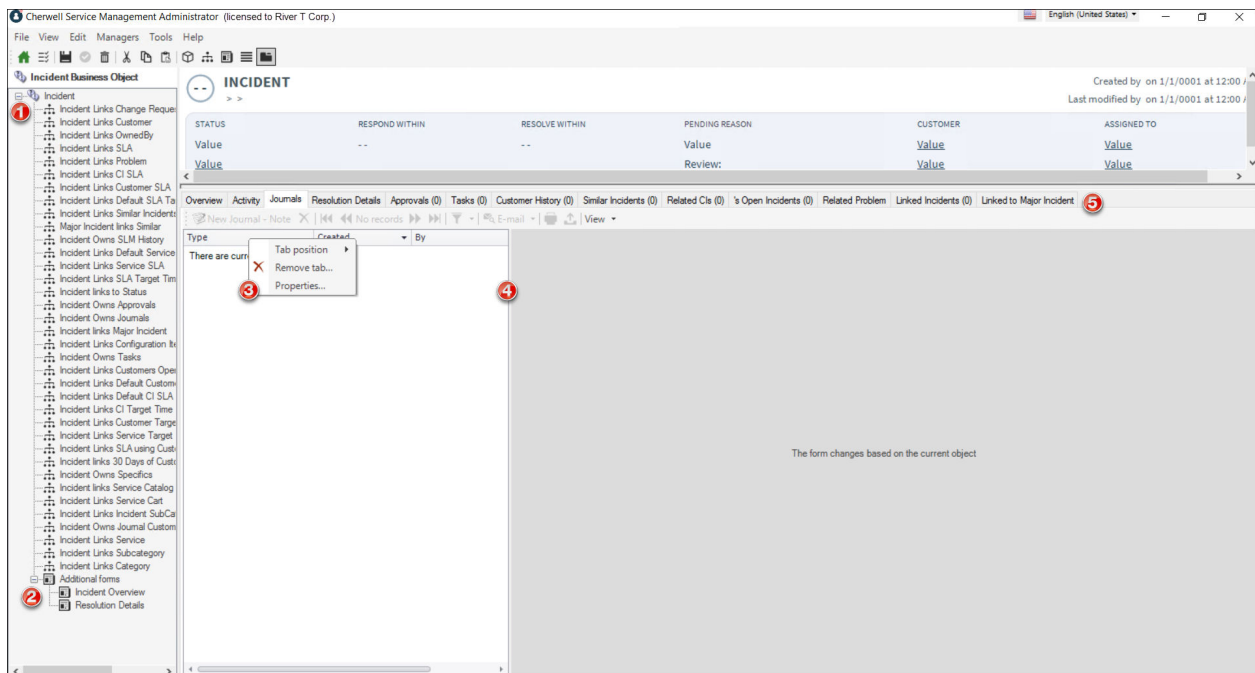 Cherwell Service Management Administrator (licensed to River T Corp.)
English (United States)
File View Edit Managers Tools Help
Incident Business Object
Incident
1
Incident Links Change Reques
Incident Links Customer
Incident Links OwnedBy
Incident Links SLA
Incident Links Problem
Incident Links CI SLA
Incident Links Customer SLA
Incident Links Default SLA Ta
Incident Links Similar Incidents
Major Incident links Similar
Incident Owns SLM History
Incident Links Default Service
Incident Links Service SLA
Incident Links SLA Target Tim
Incident links to Status
Incident Owns Approvals
Incident Owns Journals
Incident links Major Incident
Incident Links Configuration Ite
Incident Owns Tasks
Incident Links Customers Oper
Incident Links Default Custome
Incident Links Default CI SLA
Incident Links CI Target Time
Incident Links Customer Targe
Incident Links Service Target
Incident Links SLA using Custo
Incident links 30 Days of Custo
Incident Owns Specifics
Incident links Service Catalog
Incident Links Service Cart
Incident Links Incident SubCa
Incident Owns Journal Custom
Incident Links Service
Incident Links Subcategory
Incident Links Category
Additional forms
2
Incident Overview
Resolution Details
-- INCIDENT
> >
Created by on 1/1/0001 at 12:00
Last modified by on 1/1/0001 at 12:00
STATUS RESPOND WITHIN RESOLVE WITHIN PENDING REASON CUSTOMER ASSIGNED TO
Value -- -- Value Value Value
Value Review: Value Value
Overview Activity Journals Resolution Details Approvals (0) Tasks (0) Customer History (0) Similar Incidents (0) Related CIs (0) 's Open Incidents (0) Related Problem Linked Incidents (0) Linked to Major Incident 5
New Journal - Note No records E-mail View
Type Created By
There are curr
Tab position
Remove tab...
3 Properties...
4
The form changes based on the current object